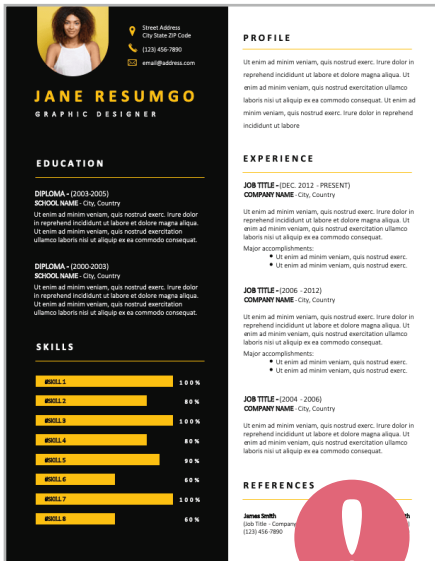 Street Address
City State ZIP Code
(123) 456-7890
email@address.com
JANE RESUMGO
GRAPHIC DESIGNER
EDUCATION
DIPLOMA - (2003-2005)
SCHOOL NAME - City, Country
Ut enim ad minim veniam, quis nostrud exerc. Irure dolor
in reprehend incididunt ut labore et dolore magna aliqua.
Ut enim ad minim veniam, quis nostrud exercitation
ullamco laboris nisi ut aliquip ex ea commodo consequat.
DIPLOMA - (2000-2003)
SCHOOL NAME - City, Country
Ut enim ad minim veniam, quis nostrud exerc. Irure dolor
in reprehend incididunt ut labore et dolore magna aliqua.
Ut enim ad minim veniam, quis nostrud exercitation
ullamco laboris nisi ut aliquip ex ea commodo consequat.
SKILLS
#SKILL 1 100%
#SKILL 2 80%
#SKILL 3 100%
#SKILL 4 80%
#SKILL 5 90%
#SKILL 6 60%
#SKILL 7 100%
#SKILL 8 60%
PROFILE
Ut enim ad minim veniam, quis nostrud exerc. Irure dolor in
reprehend incididunt ut labore et dolore magna aliqua. Ut
enim ad minim veniam, quis nostrud exercitation ullamco
laboris nisi ut aliquip ex ea commodo consequat. Ut enim ad
minim veniam, quis nostrud exerc. Irure dolor in reprehend
incididunt ut labore
EXPERIENCE
JOB TITLE - (DEC. 2012 - PRESENT)
COMPANY NAME - City, Country
Ut enim ad minim veniam, quis nostrud exerc. Irure dolor in
reprehend incididunt ut labore et dolore magna aliqua. Ut
enim ad minim veniam, quis nostrud exercitation ullamco
laboris nisi ut aliquip ex ea commodo consequat.
Major accomplishments:
• Ut enim ad minim veniam, quis nostrud exerc.
• Ut enim ad minim veniam, quis nostrud exerc.
JOB TITLE - (2006 - 2012)
COMPANY NAME - City, Country
Ut enim ad minim veniam, quis nostrud exerc. Irure dolor in
reprehend incididunt ut labore et dolore magna aliqua. Ut
enim ad minim veniam, quis nostrud exercitation ullamco
laboris nisi ut aliquip ex ea commodo consequat.
Major accomplishments:
• Ut enim ad minim veniam, quis nostrud exerc.
• Ut enim ad minim veniam, quis nostrud exerc.
JOB TITLE - (2004 - 2006)
COMPANY NAME - City, Country
Ut enim ad minim veniam, quis nostrud exerc. Irure dolor in
reprehend incididunt ut labore et dolore magna aliqua. Ut
enim ad minim veniam, quis nostrud exercitation ullamco
laboris nisi ut aliquip ex ea commodo consequat.
REFERENCES
James Smith
(Job Title - Company
(123) 456-7890
!